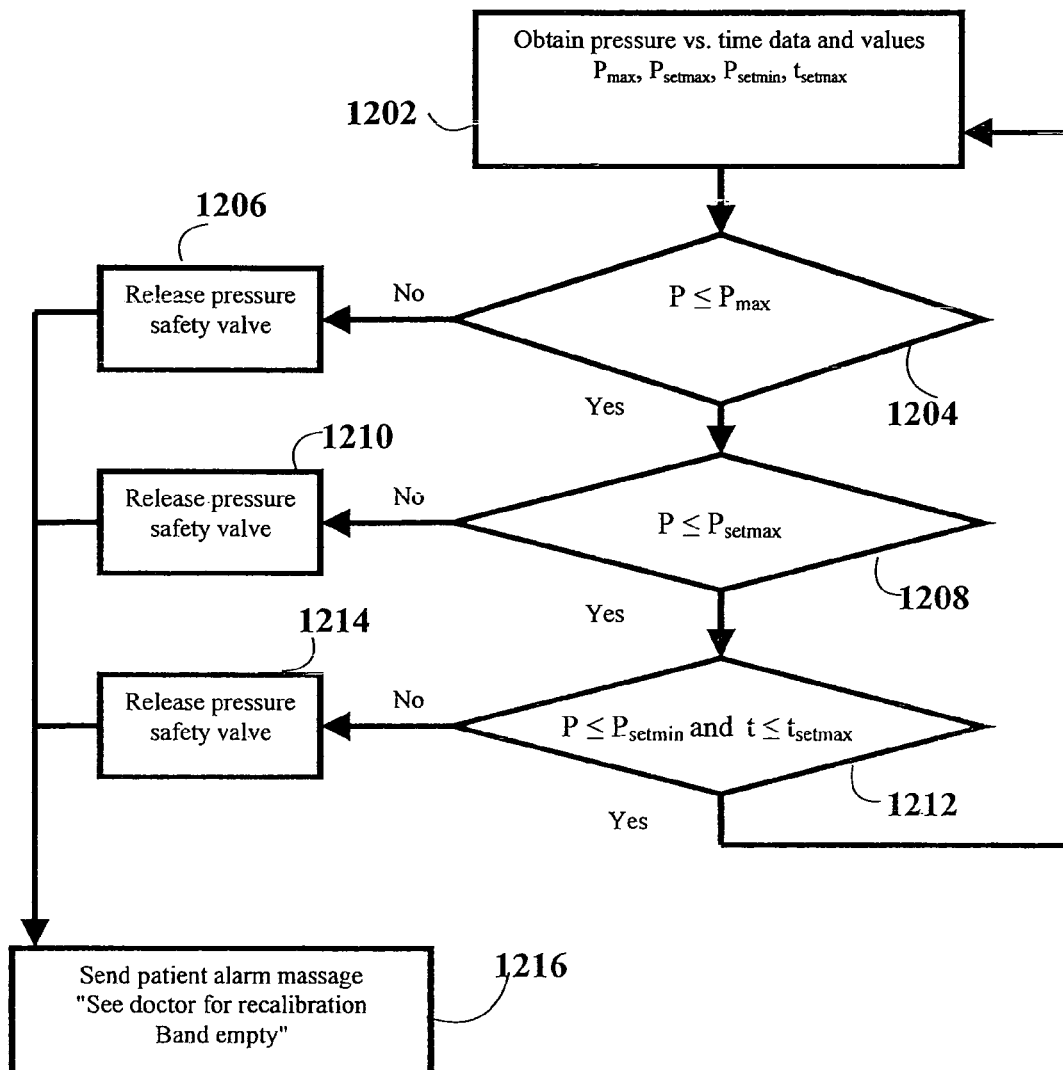 Obtain pressure vs. time data and values
Pmax, Psetmax, Psetmin, tsetmax
1202
1206
Release pressure
safety valve
No
P ≤ Pmax
Yes
1204
1210
Release pressure
safety valve
No
P ≤ Psetmax
Yes
1208
1214
Release pressure
safety valve
No
P ≤ Psetmin and t ≤ tsetmax
Yes
1212
Send patient alarm massage
"See doctor for recalibration
Band empty"
1216